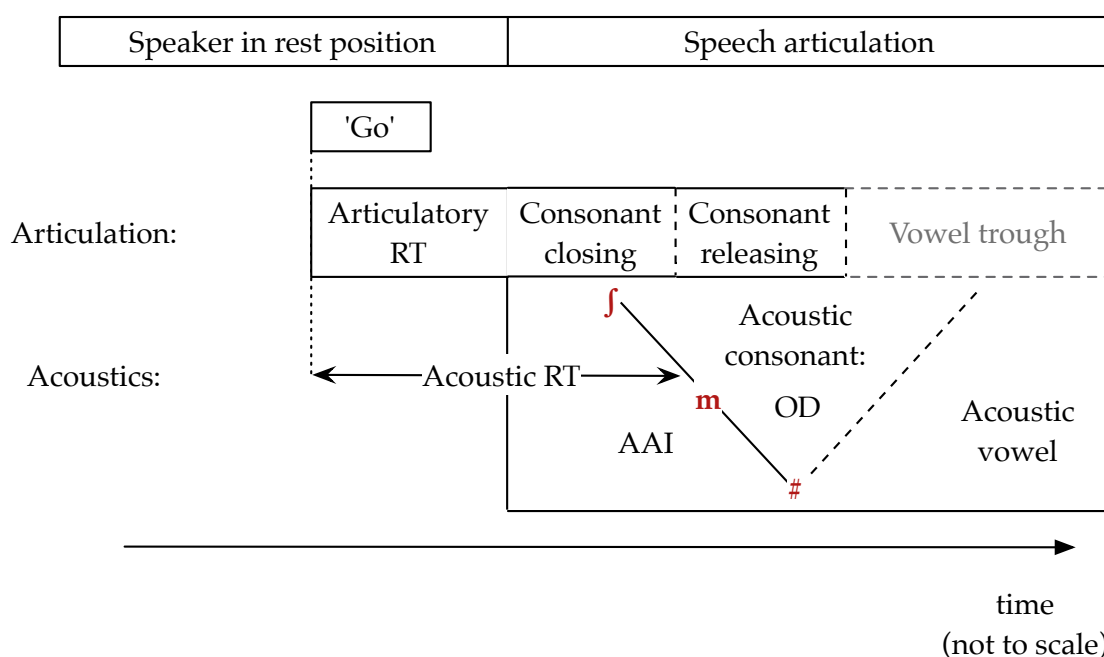 Speaker in rest position
Speech articulation
'Go'
Articulation:
Articulatory
RT
Consonant
closing
Consonant
releasing
Vowel trough
ʃ
Acoustic
consonant:
Acoustics:
Acoustic RT
m
OD
AAI
Acoustic
vowel
#
time
(not to scale)